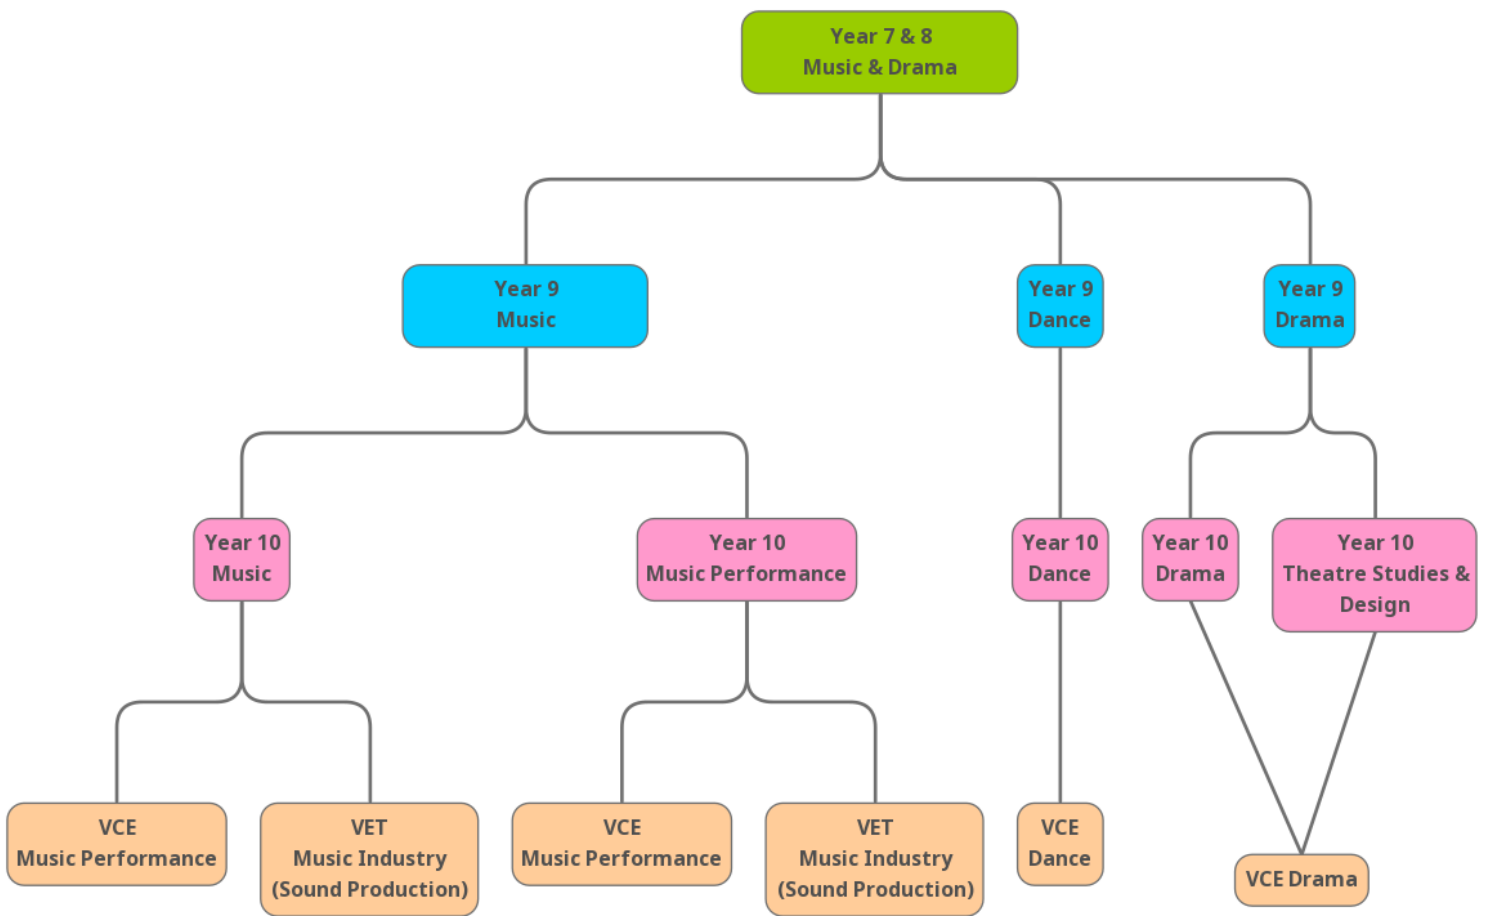 Year 7 & 8
Music & Drama
Year 9
Music
Year 9
Dance
Year 9
Drama
Year 10
Music
Year 10
Music Performance
Year 10
Dance
Year 10
Drama
Year 10
Theatre Studies &
Design
VCE
Music Performance
VET
Music Industry
(Sound Production)
VCE
Music Performance
VET
Music Industry
(Sound Production)
VCE
Dance
VCE Drama